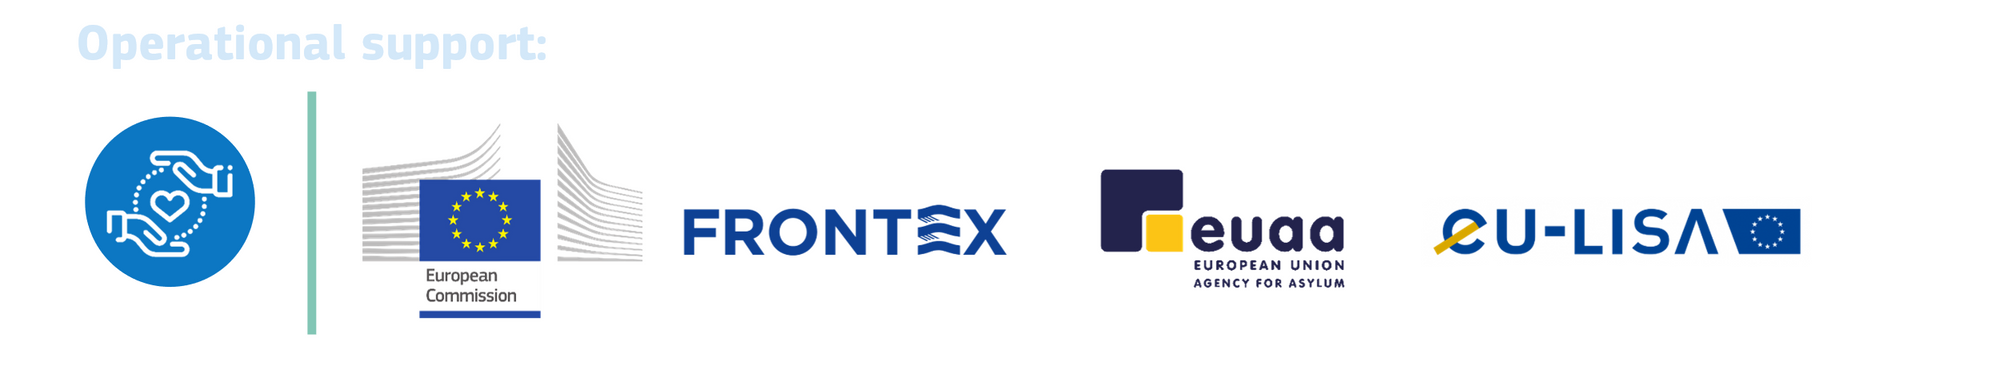 Operational support:
European
Commission
FRONTEX
euaa
EUROPEAN UNION
AGENCY FOR ASYLUM
eU-LISA